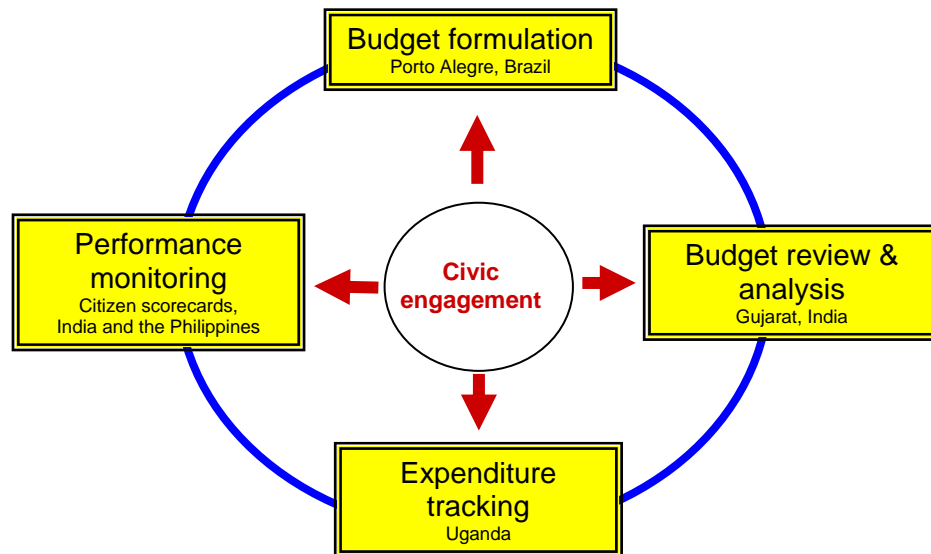 Budget formulation
Porto Alegre, Brazil
Performance
monitoring
Citizen scorecards,
India and the Philippines
Civic
engagement
Budget review &
analysis
Gujarat, India
Expenditure
tracking
Uganda